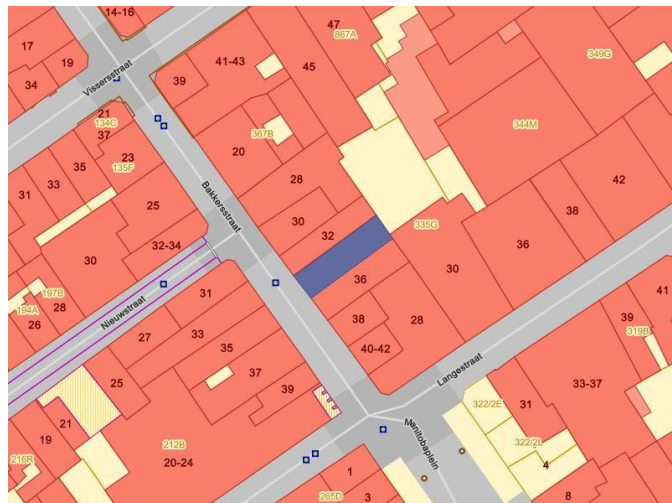 14-16
17
19
34
Vissersstraat
39
41-43
47
867A
45
349G
21
134C
37
23
135F
35
33
31
25
367B
20
344M
28
30
32
42
38
36
335G
30
36
Bakkersstraat
32-34
30
197B
194A
28
26
Nieuwstraat
31
27
33
35
37
39
25
38
40-42
28
Langestraat
41
39
319B
33-37
31
322/2E
322/2L
4
8
Manitobaplein
21
19
216R
212B
20-24
1
3
265D